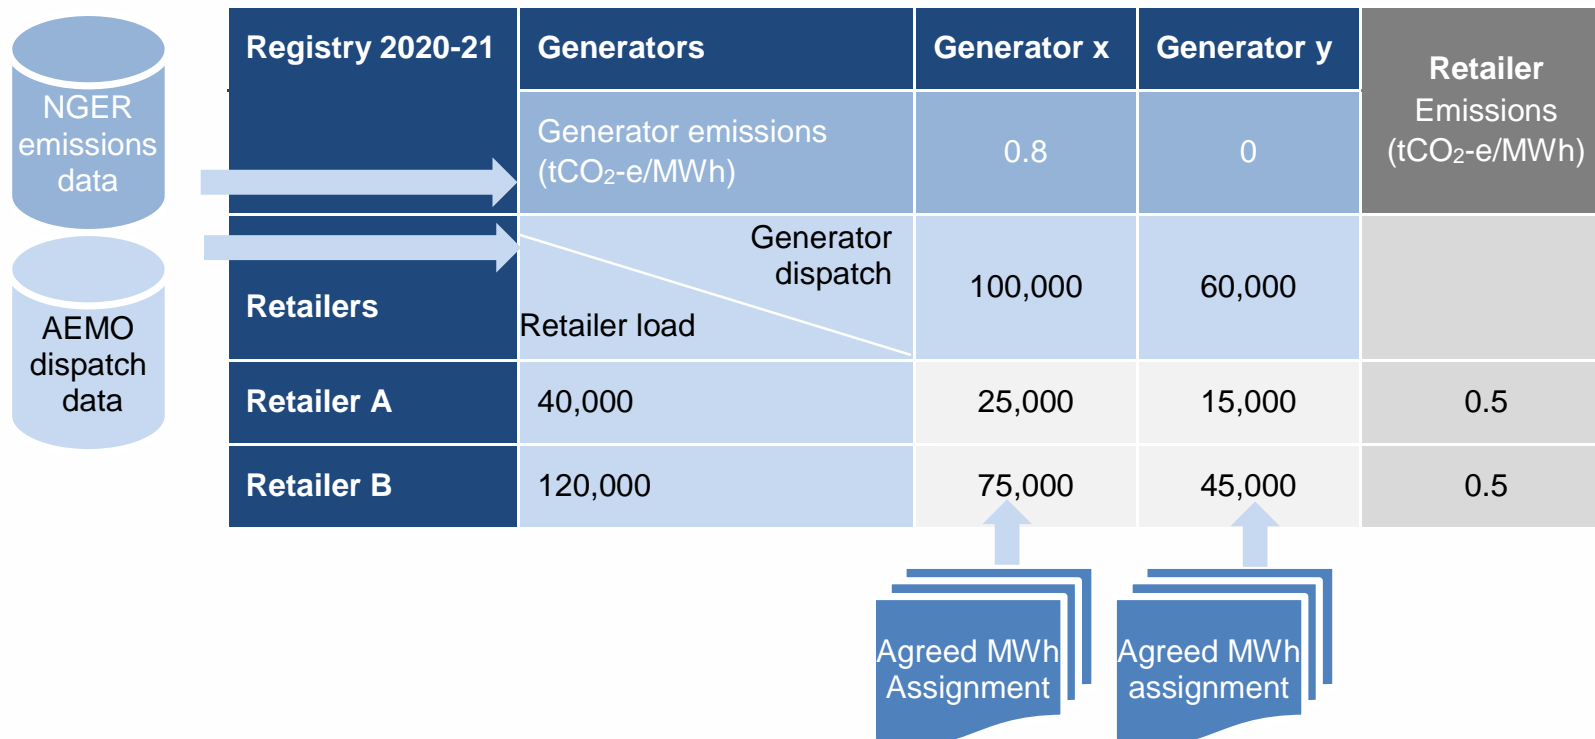 NGER
emissions
data
AEMO
dispatch
data
Registry 2020-21
Generators
Generator x
Generator y
Retailer
Emissions
(tCO₂-e/MWh)
Generator emissions
(tCO₂-e/MWh)
0.8
0
Retailers
Generator
dispatch
Retailer load
100,000
60,000
Retailer A
40,000
25,000
15,000
0.5
Retailer B
120,000
75,000
45,000
0.5
Agreed MWh
Assignment
Agreed MWh
assignment